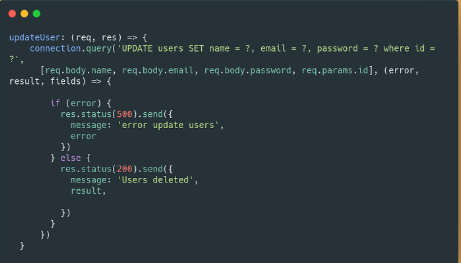 updateUser: (req, res) => {
connection.query('UPDATE users SET name = ?, email = ?, password = ? where id =
?',
[req.body.name, req.body.email, req.body.password, req.params.id], (error,
result, fields) => {
if (error) {
res.status(500).send({
message: 'error update users',
error
})
} else {
res.status(200).send({
message: 'Users deleted',
result,
})
}
})
}